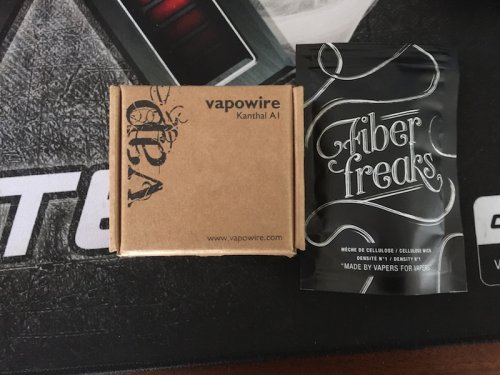 vapowire
Kanthal A1
vap
www.vapowire.com
Fiber
freaks
MÈCHE DE CELLULOSE / CELLULOSE WICK
DENSITÉ N°1 / DENSITY N°1
"MADE BY VAPERS FOR VAPERS"